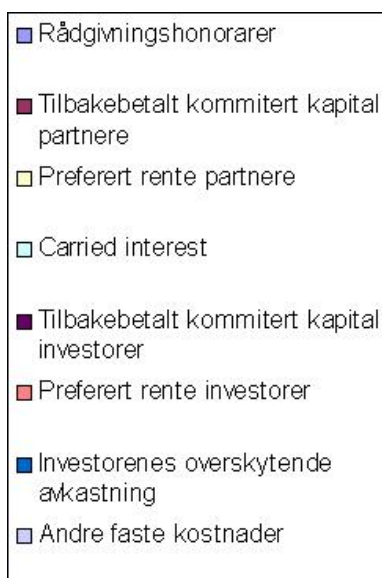 Rådgivningshonorarer
Tilbakebetalt kommitert kapital
partnere
Preferert rente partnere
Carried interest
Tilbakebetalt kommitert kapital
investorer
Preferert rente investorer
Investorenes overskytende
avkastning
Andre faste kostnader